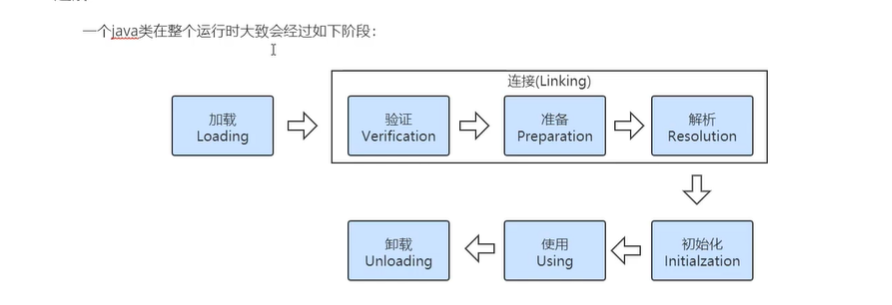 一个java类在整个运行时大致会经过如下阶段：
连接(Linking)
加载
Loading
验证
Verification
准备
Preparation
解析
Resolution
卸载
Unloading
使用
Using
初始化
Initialzation